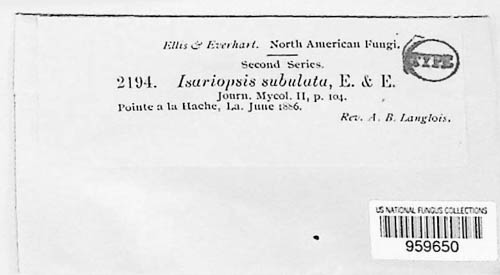 Ellis & Everhart. North American Fungi.
TYPE
Second Series.
2194. Isariopsis subulata, E. & E.
Journ. Mycol. II, p. 104.
Pointe a la Hache, La. June 1886.
Rev. A. B. Langlois.
US NATIONAL FUNGUS COLLECTIONS
959650